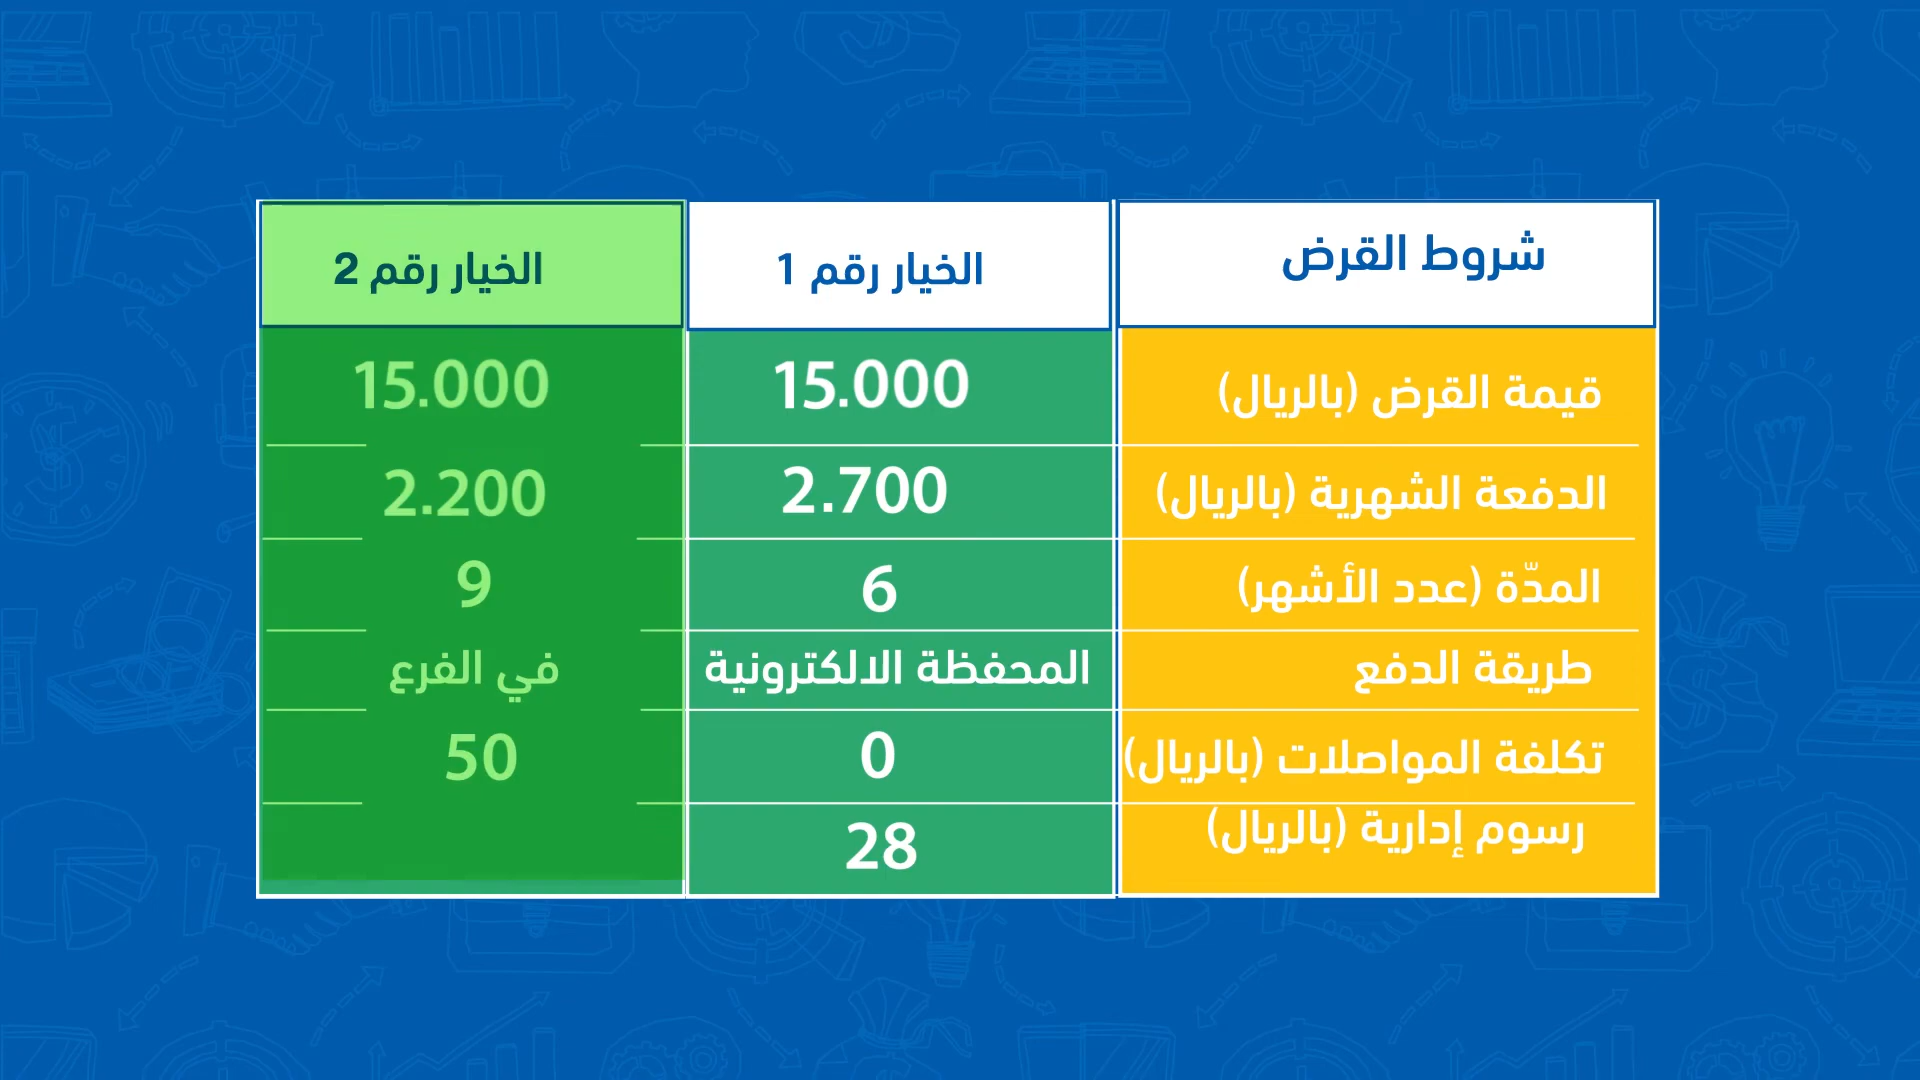 شروط القرض الخيار رقم 1 الخيار رقم 2
قيمة القرض (بالريال) 15.000 15.000
الدفعة الشهرية (بالريال) 2.700 2.200
المدّة (عدد الأشهر) 6 9
طريقة الدفع المحفظة الالكترونية في الفرع
تكلفة المواصلات (بالريال) 0 50
رسوم إدارية (بالريال) 28